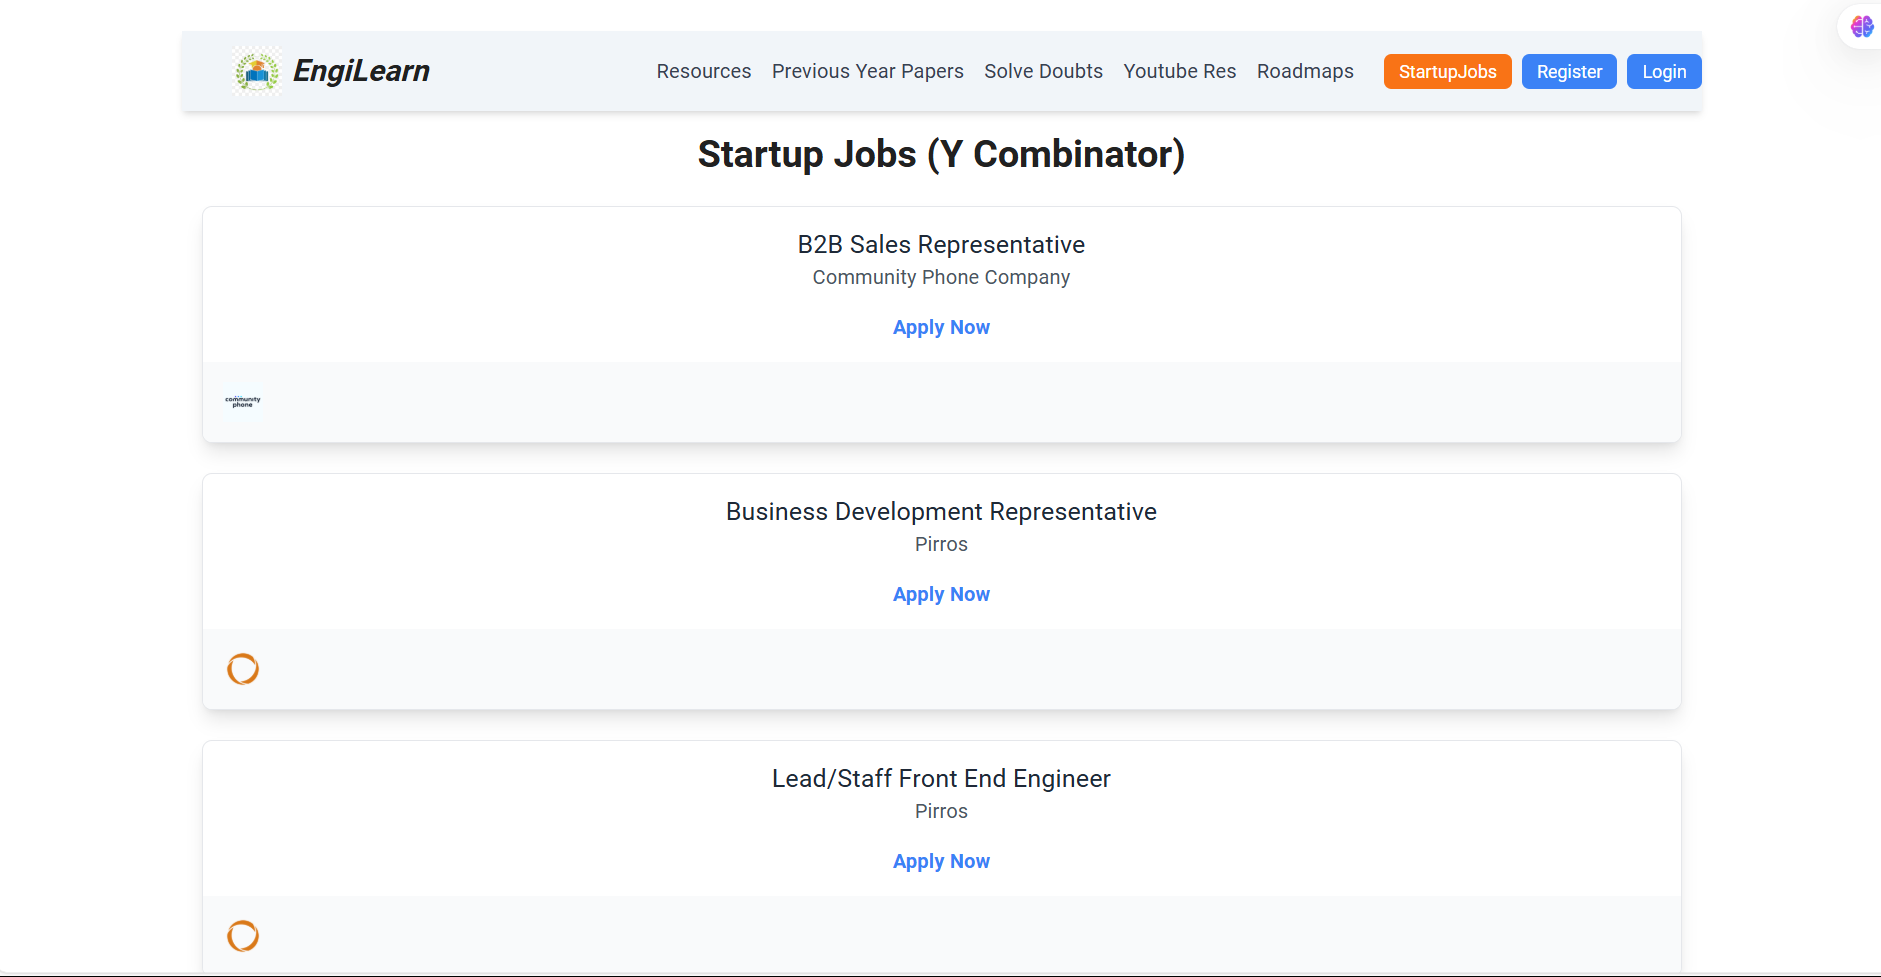 EngiLearn
Resources Previous Year Papers Solve Doubts Youtube Res Roadmaps StartupJobs Register Login
Startup Jobs (Y Combinator)
B2B Sales Representative
Community Phone Company
Apply Now
community
phone
Business Development Representative
Pirros
Apply Now
Lead/Staff Front End Engineer
Pirros
Apply Now